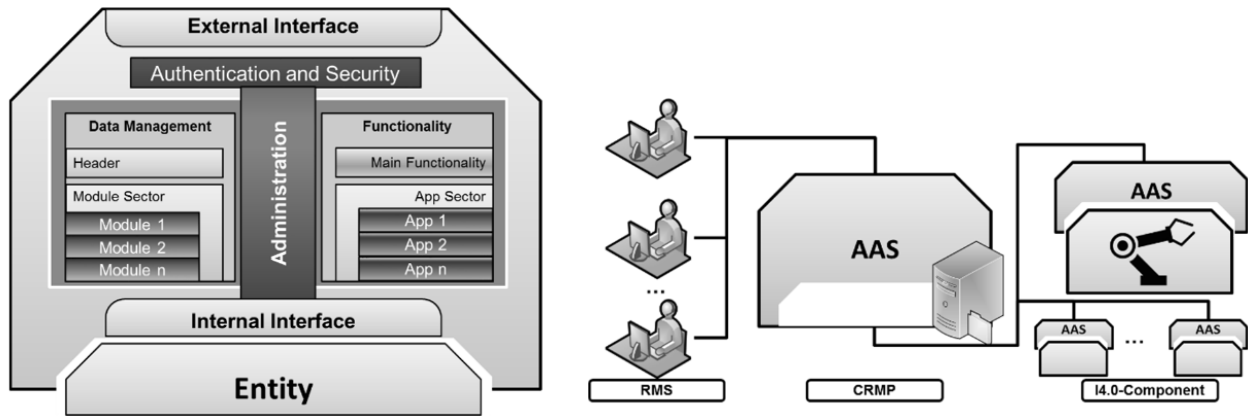 External Interface
Authentication and Security
Data Management
Header
Module Sector
Module 1
Module 2
Module n
Administration
Functionality
Main Functionality
App Sector
App 1
App 2
App n
Internal Interface
Entity
...
RMS
AAS
CRMP
AAS
AAS
...
AAS
I4.0-Component